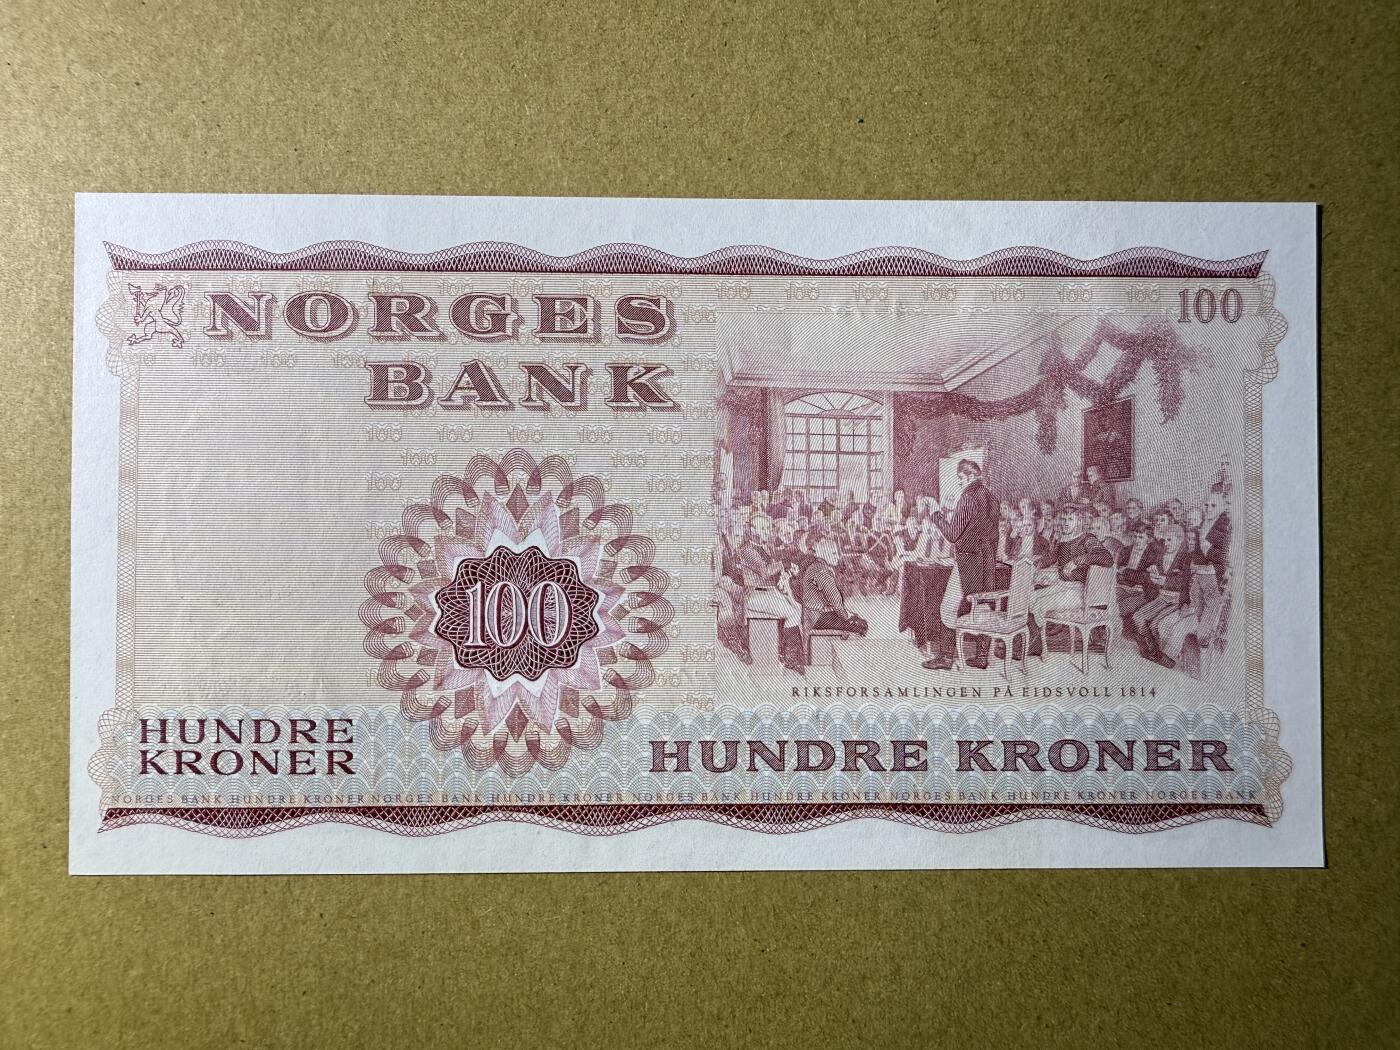 NORGES
BANK
100
100
RIKSFORSAMLINGEN PÅ EIDSVOLL 1814
HUNDRE
KRONER
HUNDRE KRONER
NORGES BANK HUNDRE KRONER NORGES BANK HUNDRE KRONER NORGES BANK HUNDRE KRONER NORGES BANK HUNDRE KRONER NORGES BANK